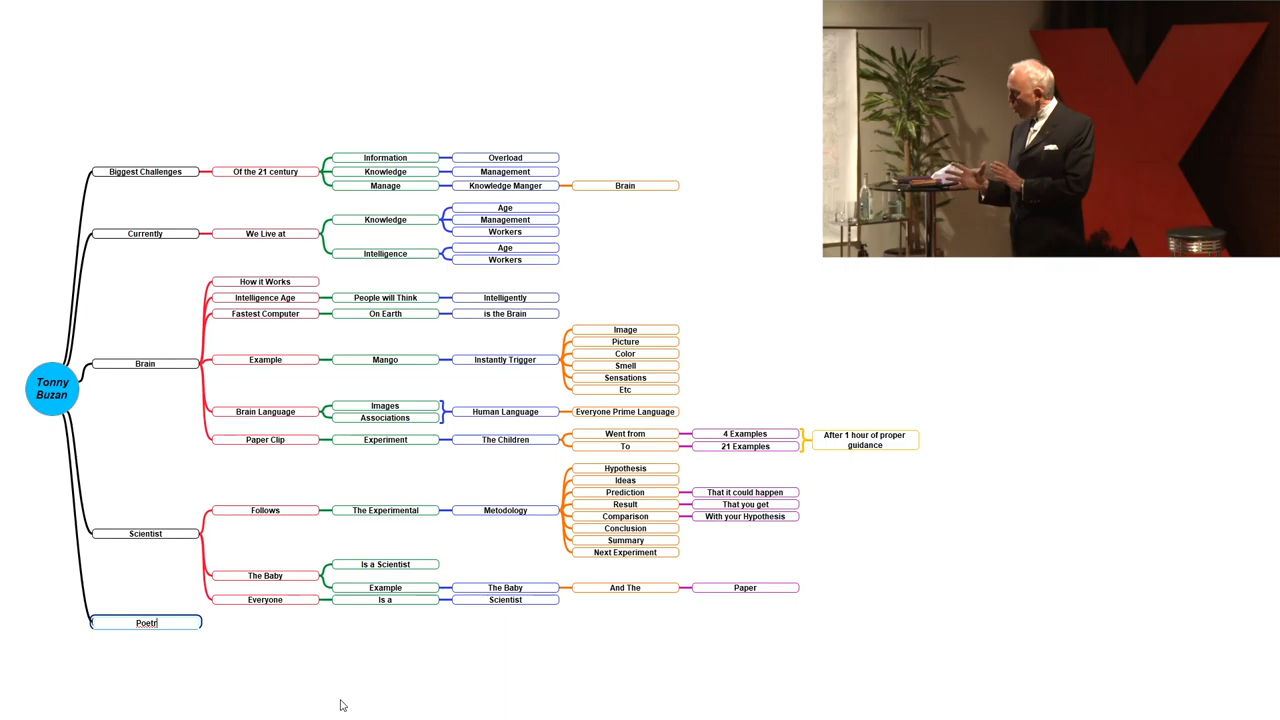 Tonny
Buzan
Biggest Challenges
Of the 21 century
Information
Overload
Knowledge
Management
Manage
Knowledge Manger
Brain
Currently
We Live at
Knowledge
Age
Management
Workers
Intelligence
Age
Workers
Brain
How it Works
Intelligence Age
People will Think
Intelligently
Fastest Computer
On Earth
is the Brain
Example
Mango
Instantly Trigger
Image
Picture
Color
Smell
Sensations
Etc
Brain Language
Images
Associations
Human Language
Everyone Prime Language
Paper Clip
Experiment
The Children
Went from
4 Examples
To
21 Examples
After 1 hour of proper
guidance
Scientist
Follows
The Experimental
Metodology
Hypothesis
Ideas
Prediction
That it could happen
Result
That you get
Comparison
With your Hypothesis
Conclusion
Summary
Next Experiment
The Baby
Is a Scientist
Example
The Baby
And The
Paper
Everyone
Is a
Scientist
Poetr